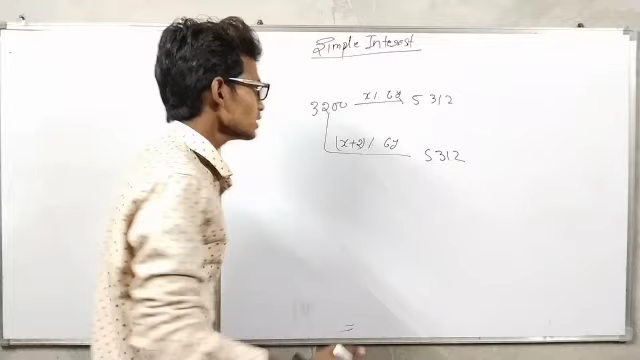 Simple Interest
3200 x% 6y 5312
(x+2)% 6y 5312
=